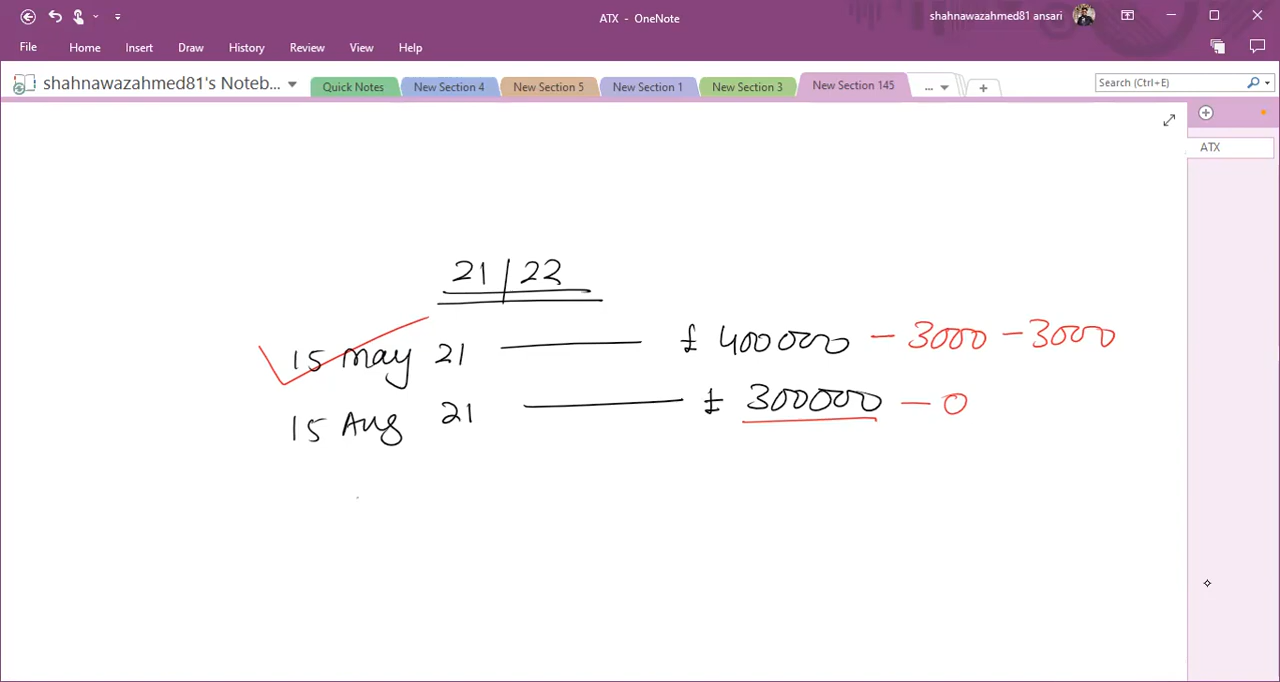 ATX - OneNote
shahnawazahmed81 ansari
File Home Insert Draw History Review View Help
shahnawazahmed81's Noteb... Quick Notes New Section 4 New Section 5 New Section 1 New Section 3 New Section 145 ... Search (Ctrl+E)
ATX
21/22
15 may 21 — £ 400000 - 3000 - 3000
15 Aug 21 — £ 300000 - 0